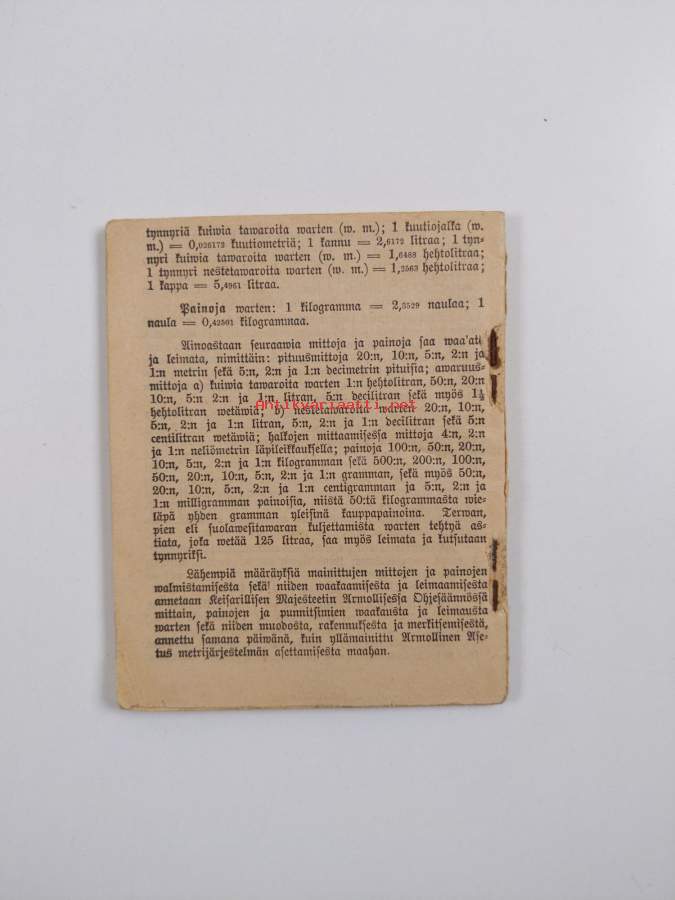 tynnyriä kuiwia tawaroita warten (w. m.); 1 kuutiojalka (w.
m.) = 0,026172 kuutiometriä; 1 kannu = 2,6172 litraa; 1 tyn-
nyri kuiwia tawaroita warten (w. m.) = 1,6488 hehtolitraa;
1 tynnyri nestetawaroita warten (w. m.) = 1,2563 hehtolitraa;
1 kappa = 5,4961 litraa.
Painoja warten: 1 kilogramma = 2,3529 naulaa; 1
naula = 0,42501 kilogrammaa.
Ainoastaan seuraawia mittoja ja painoja saa waa'ati
ja leimata, nimittäin: pituusmittoja 20:n, 10:n, 5:n, 2:n ja
1:n metrin sekä 5:n, 2:n ja 1:n decimetrin pituisia; awaruus-
mittoja a) kuiwia tawaroita warten 1:n hehtolitran, 50:n, 20:n
10:n, 5:n 2:n ja 1:n litran, 5:n decilitran sekä myös 1½
hehtolitran wetäwiä; b) nestetawaroita warten 20:n, 10:n,
Antikvariaatti.net
5:n, 2:n ja 1:n litran, 5:n, 2:n ja 1:n decilitran sekä 5:n
centilitran wetäwiä; halkojen mittaamisessa mittoja 4:n, 2:n
ja 1:n neliömetrin läpileikkauksella; painoja 100:n, 50:n, 20:n,
10:n, 5:n, 2:n ja 1:n kilogramman sekä 500:n, 200:n, 100:n,
50:n, 20:n, 10:n, 5:n, 2:n ja 1:n gramman, sekä myös 50:n,
20:n, 10:n, 5:n, 2:n ja 1:n centigramman ja 5:n, 2:n ja
1:n milligramman painoisia, niistä 50:tä kilogrammasta wie-
läpä yhden gramman yleisinä kauppapainoina. Terwan,
pien eli suolawesitawaran kuljettamista warten tehtyä as-
tiata, joka wetää 125 litraa, saa myös leimata ja kutsutaan
tynnyriksi.
Lähempiä määräyksiä mainittujen mittojen ja painojen
walmistamisesta sekä niiden waakaamisesta ja leimaamisesta
annetaan Keisarillisen Majesteetin Armollisessa Ohjesäännössä
mittain, painojen ja punnitsimien waakausta ja leimausta
warten sekä niiden muodosta, rakennuksesta ja merkitsemisestä,
annettu samana päiwänä, kuin yllämainittu Armollinen Ase-
tus metrijärjestelmän asettamisesta maahan.